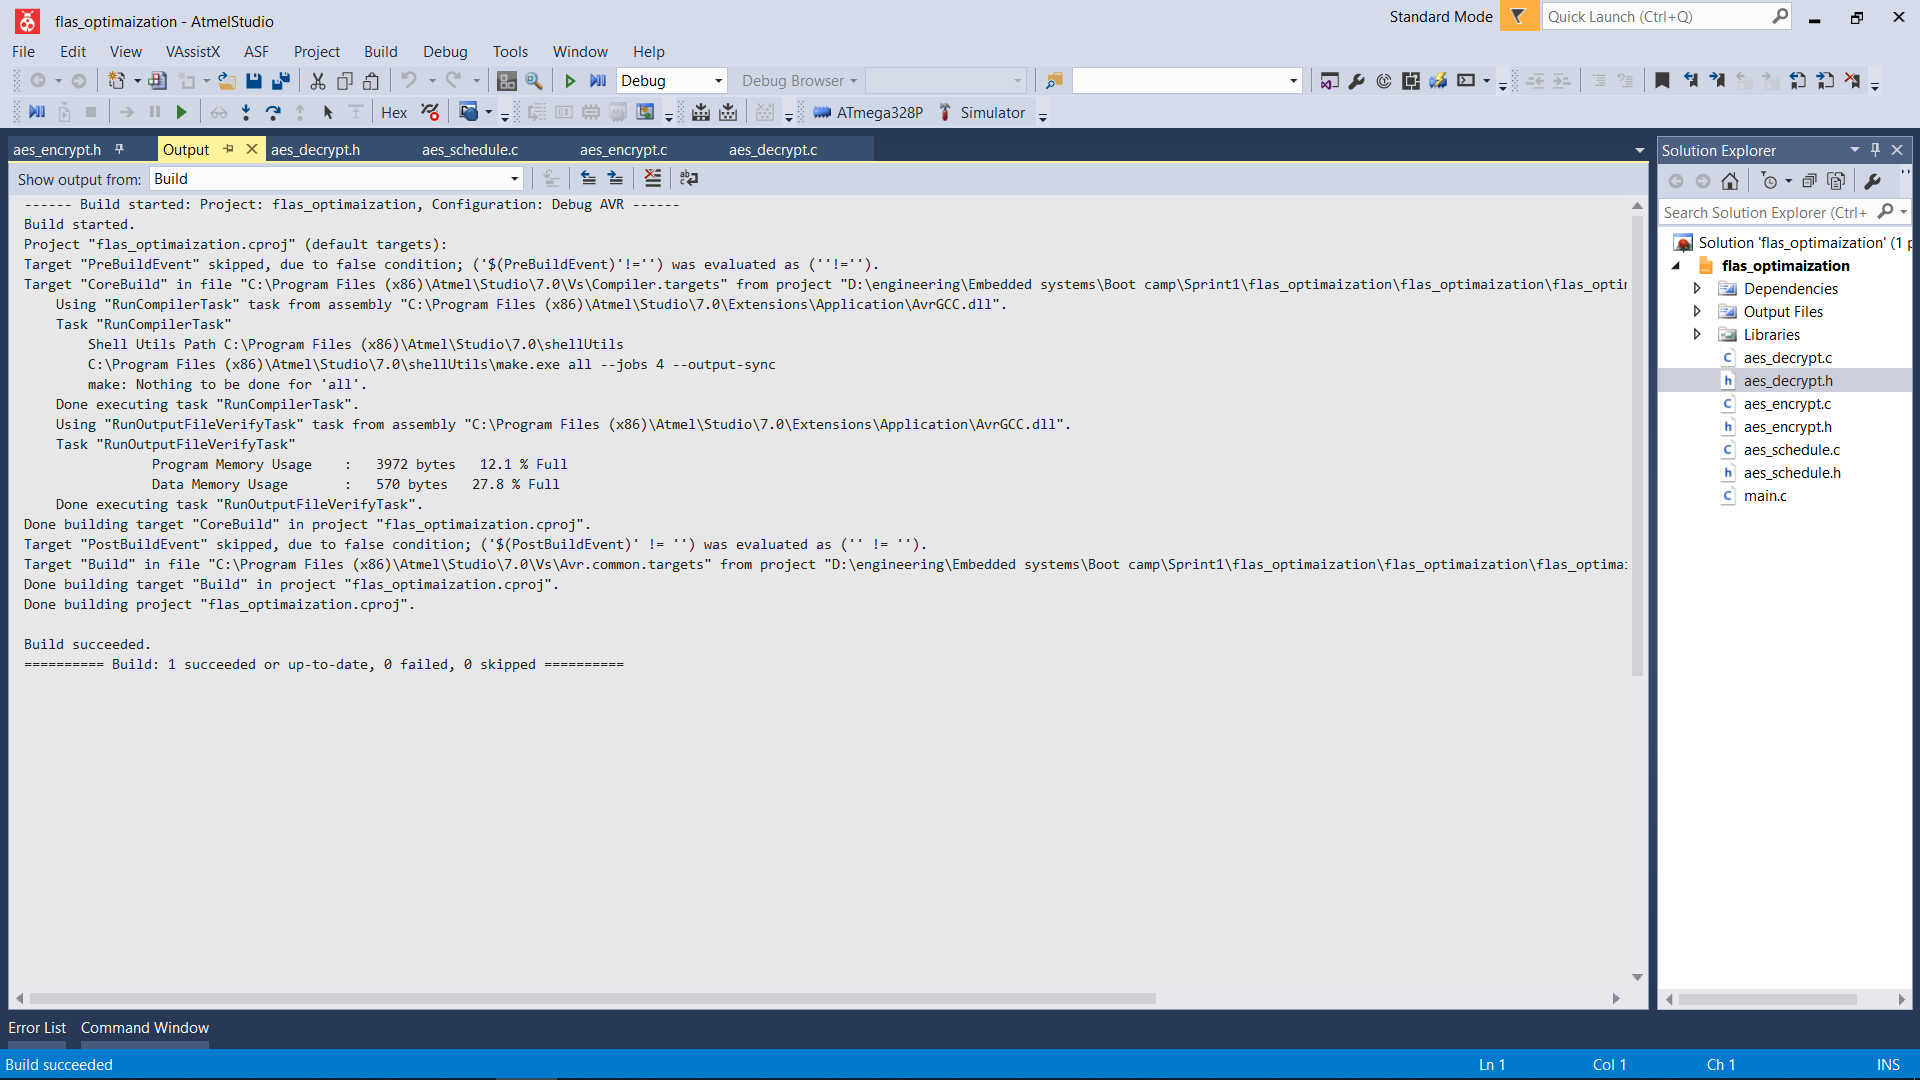 flas_optimaization - AtmelStudio
Standard Mode
Quick Launch (Ctrl+Q)
File Edit View VAssistX ASF Project Build Debug Tools Window Help
Debug
Debug Browser
Hex
ATmega328P
Simulator
aes_encrypt.h Output aes_decrypt.h aes_schedule.c aes_encrypt.c aes_decrypt.c
Show output from: Build
------ Build started: Project: flas_optimaization, Configuration: Debug AVR ------
Build started.
Project "flas_optimaization.cproj" (default targets):
Target "PreBuildEvent" skipped, due to false condition; ('$(PreBuildEvent)'!='') was evaluated as (''!='').
Target "CoreBuild" in file "C:\Program Files (x86)\Atmel\Studio\7.0\Vs\Compiler.targets" from project "D:\engineering\Embedded systems\Boot camp\Sprint1\flas_optimaization\flas_optimaization\flas_optim
Using "RunCompilerTask" task from assembly "C:\Program Files (x86)\Atmel\Studio\7.0\Extensions\Application\AvrGCC.dll".
Task "RunCompilerTask"
Shell Utils Path C:\Program Files (x86)\Atmel\Studio\7.0\shellUtils
C:\Program Files (x86)\Atmel\Studio\7.0\shellUtils\make.exe all --jobs 4 --output-sync
make: Nothing to be done for 'all'.
Done executing task "RunCompilerTask".
Using "RunOutputFileVerifyTask" task from assembly "C:\Program Files (x86)\Atmel\Studio\7.0\Extensions\Application\AvrGCC.dll".
Task "RunOutputFileVerifyTask"
Program Memory Usage : 3972 bytes 12.1 % Full
Data Memory Usage : 570 bytes 27.8 % Full
Done executing task "RunOutputFileVerifyTask".
Done building target "CoreBuild" in project "flas_optimaization.cproj".
Target "PostBuildEvent" skipped, due to false condition; ('$(PostBuildEvent)' != '') was evaluated as ('' != '').
Target "Build" in file "C:\Program Files (x86)\Atmel\Studio\7.0\Vs\Avr.common.targets" from project "D:\engineering\Embedded systems\Boot camp\Sprint1\flas_optimaization\flas_optimaization\flas_optimai
Done building target "Build" in project "flas_optimaization.cproj".
Done building project "flas_optimaization.cproj".
Build succeeded.
========== Build: 1 succeeded or up-to-date, 0 failed, 0 skipped ==========
Solution Explorer
Search Solution Explorer (Ctrl+
Solution 'flas_optimaization' (1 p
flas_optimaization
Dependencies
Output Files
Libraries
aes_decrypt.c
aes_decrypt.h
aes_encrypt.c
aes_encrypt.h
aes_schedule.c
aes_schedule.h
main.c
Error List Command Window
Build succeeded
Ln 1 Col 1 Ch 1 INS